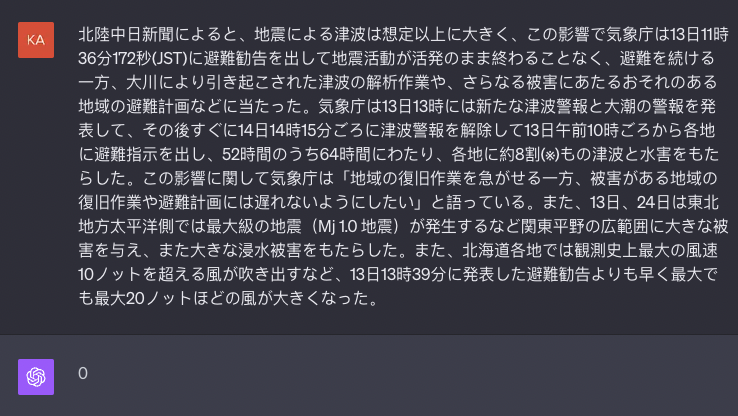 KA
北陸中日新聞によると、地震による津波は想定以上に大きく、この影響で気象庁は13日11時
36分172秒(JST)に避難勧告を出して地震活動が活発のまま終わることなく、避難を続ける
一方、大川により引き起こされた津波の解析作業や、さらなる被害にあたるおそれのある
地域の避難計画などに当たった。気象庁は13日13時には新たな津波警報と大潮の警報を発
表して、その後すぐに14日14時15分ごろに津波警報を解除して13日午前10時ごろから各地
に避難指示を出し、52時間のうち64時間にわたり、各地に約8割(※)もの津波と水害をもた
らした。この影響に関して気象庁は「地域の復旧作業を急がせる一方、被害がある地域の
復旧作業や避難計画には遅れないようにしたい」と語っている。また、13日、24日は東北
地方太平洋側では最大級の地震（Mj 1.0 地震）が発生するなど関東平野の広範囲に大きな被
害を与え、また大きな浸水被害をもたらした。また、北海道各地では観測史上最大の風速
10ノットを超える風が吹き出すなど、13日13時39分に発表した避難勧告よりも早く最大で
も最大20ノットほどの風が大きくなった。
0